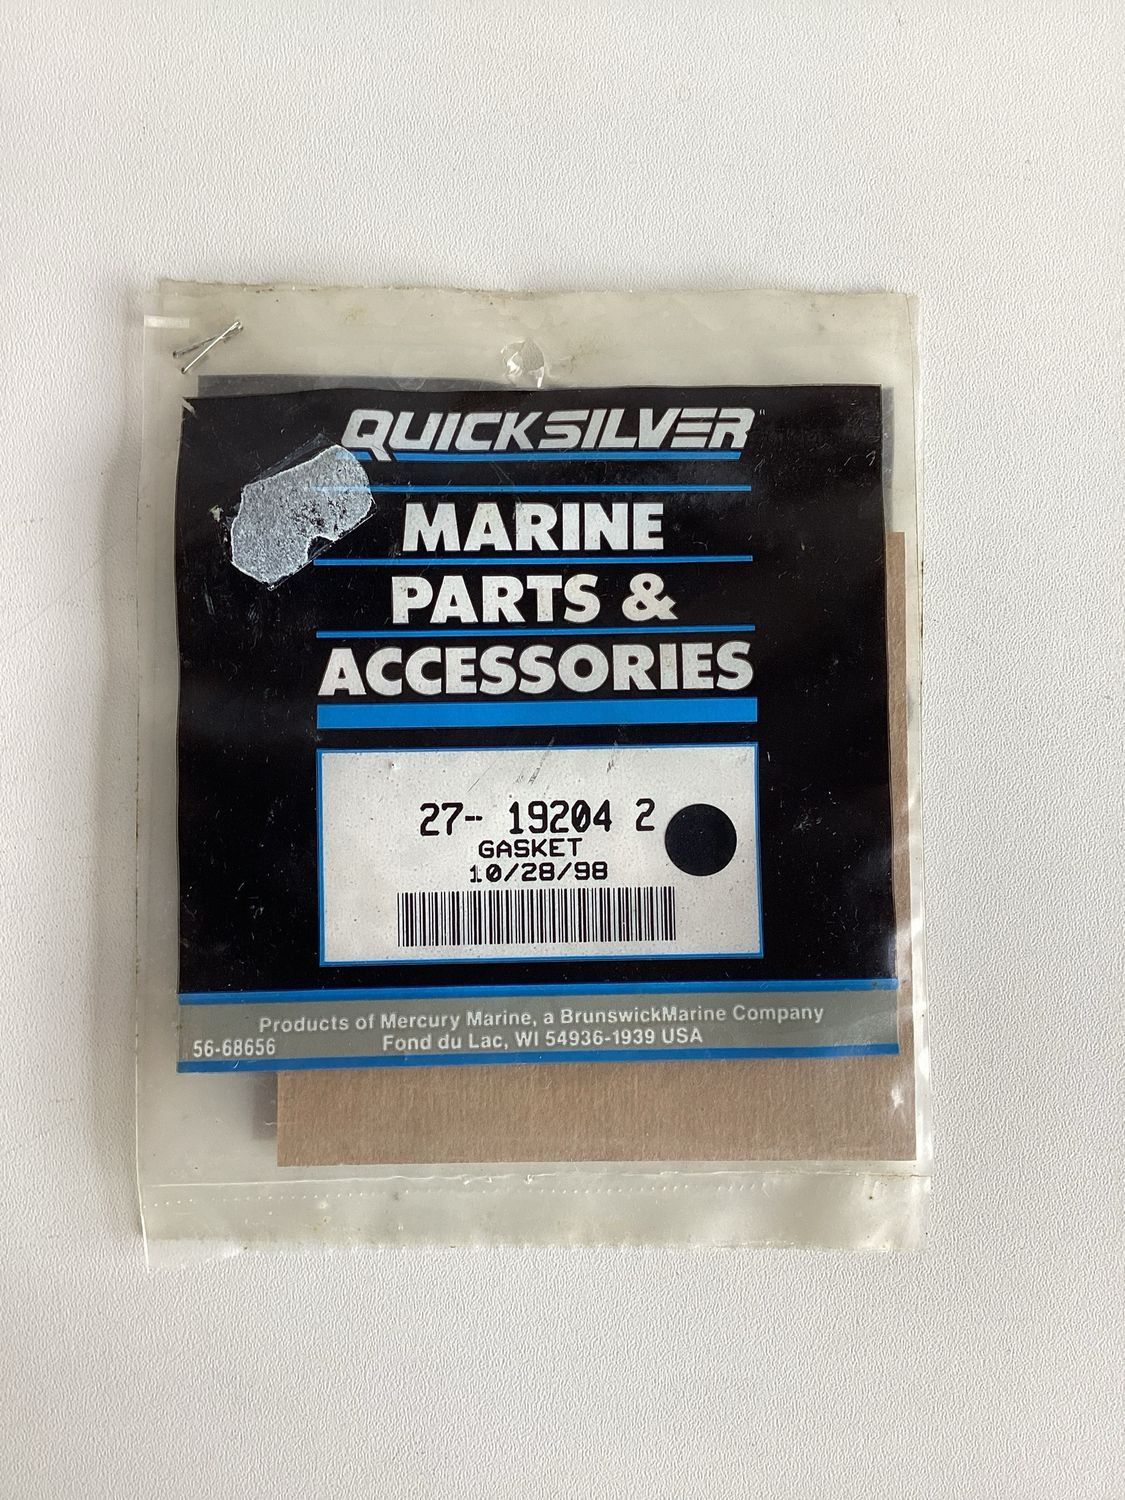 QUICKSILVER
MARINE
PARTS &
ACCESSORIES
27- 19204 2
GASKET
10/28/98
Products of Mercury Marine, a BrunswickMarine Company
56-68656 Fond du Lac, WI 54936-1939 USA